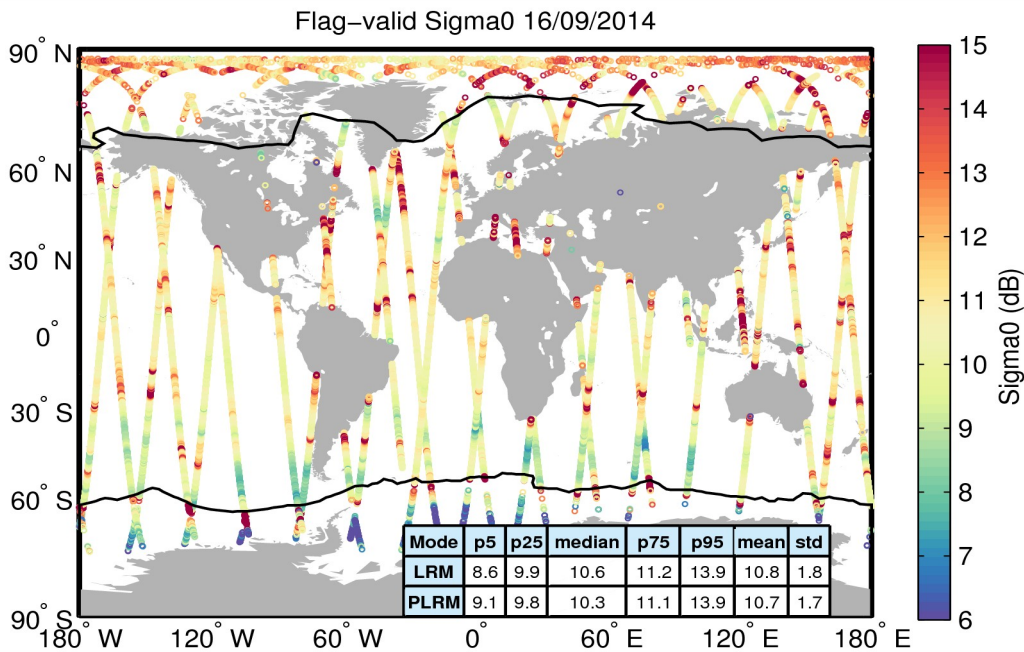 Flag−valid Sigma0 16/09/2014
90° N
60° N
30° N
0°
30° S
60° S
90° S
180° W
120° W
60° W
0°
60° E
120° E
180° E
Mode p5 p25 median p75 p95 mean std
LRM 8.6 9.9 10.6 11.2 13.9 10.8 1.8
PLRM 9.1 9.8 10.3 11.1 13.9 10.7 1.7
15
14
13
12
11
10
9
8
7
6
Sigma0 (dB)